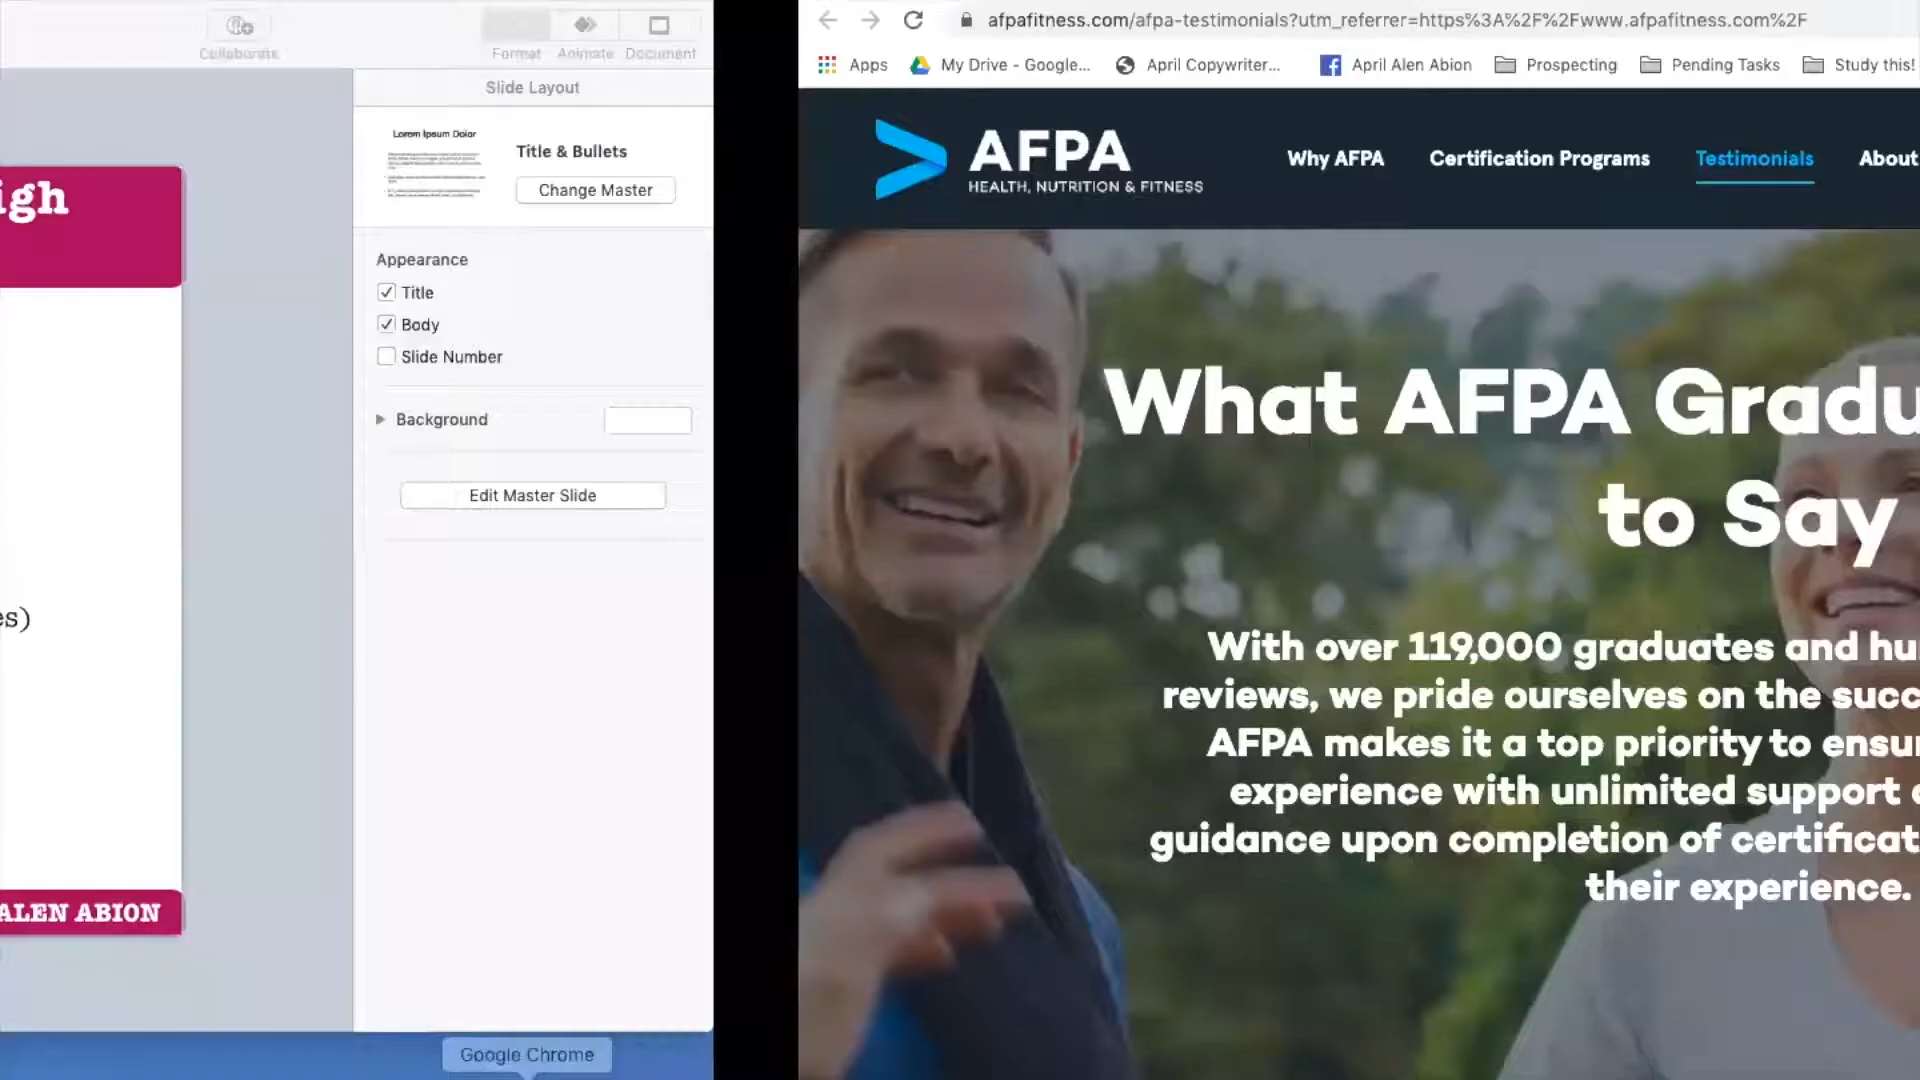 Collaborate
Format Animate Document
Slide Layout
Lorem Ipsum Dolor
Title & Bullets
Change Master
igh
Appearance
Title
Body
Slide Number
Background
Edit Master Slide
es)
ALEN ABION
Google Chrome
afpafitness.com/afpa-testimonials?utm_referrer=https%3A%2F%2Fwww.afpafitness.com%2F
Apps My Drive - Google... April Copywriter... April Alen Abion Prospecting Pending Tasks Study this!
AFPA
HEALTH, NUTRITION & FITNESS
Why AFPA Certification Programs Testimonials About
What AFPA Gradu
to Say
With over 119,000 graduates and hu
reviews, we pride ourselves on the succ
AFPA makes it a top priority to ensur
experience with unlimited support
guidance upon completion of certificat
their experience.